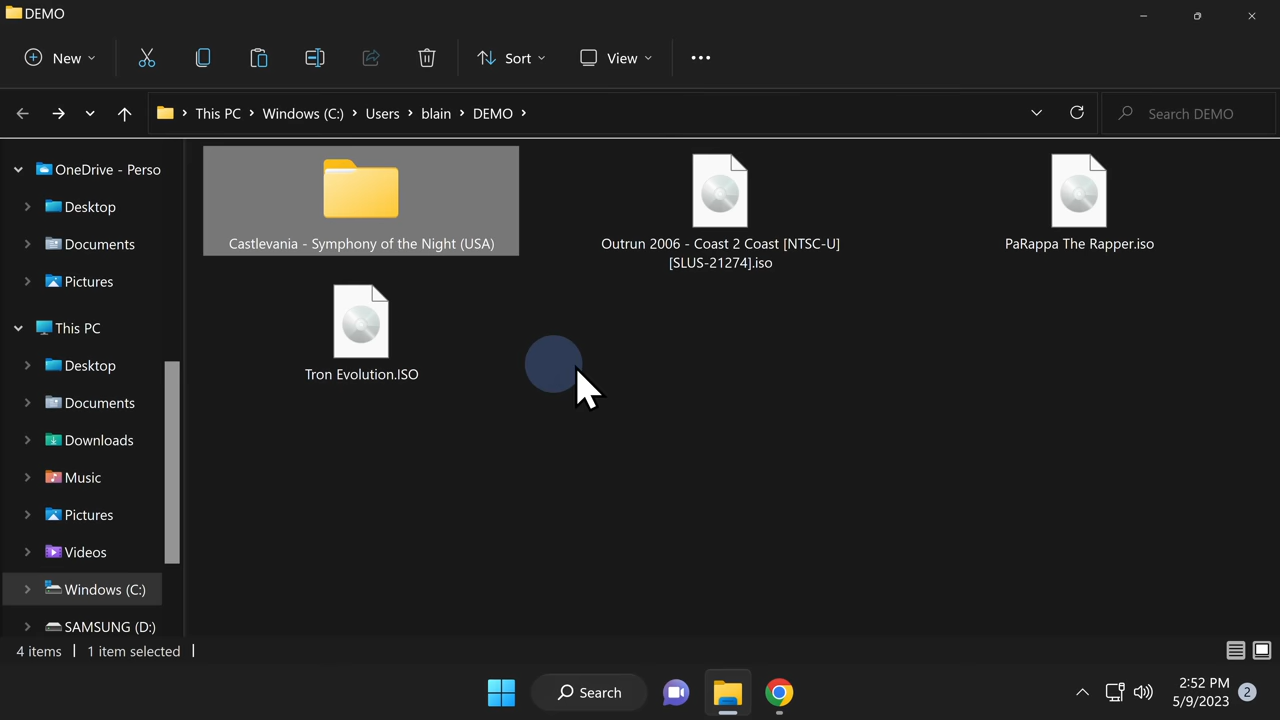 DEMO
New
Sort
View
This PC
Windows (C:)
Users
blain
DEMO
Search DEMO
OneDrive - Perso
Desktop
Documents
Pictures
This PC
Desktop
Documents
Downloads
Music
Pictures
Videos
Windows (C:)
SAMSUNG (D:)
Castlevania - Symphony of the Night (USA)
Outrun 2006 - Coast 2 Coast [NTSC-U]
[SLUS-21274].iso
PaRappa The Rapper.iso
Tron Evolution.ISO
4 items
1 item selected
Search
2:52 PM
5/9/2023
2